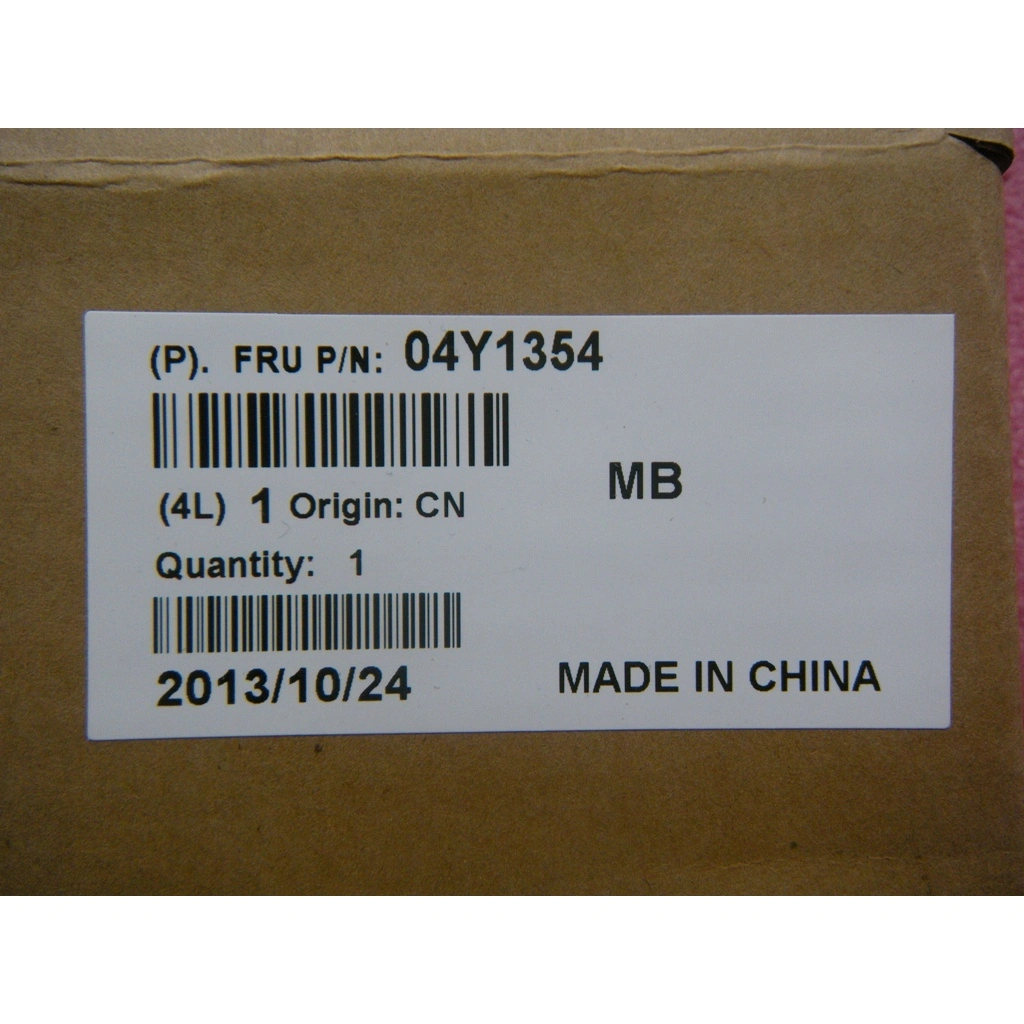 (P). FRU P/N: 04Y1354
MB
(4L) 1 Origin: CN
Quantity: 1
2013/10/24
MADE IN CHINA